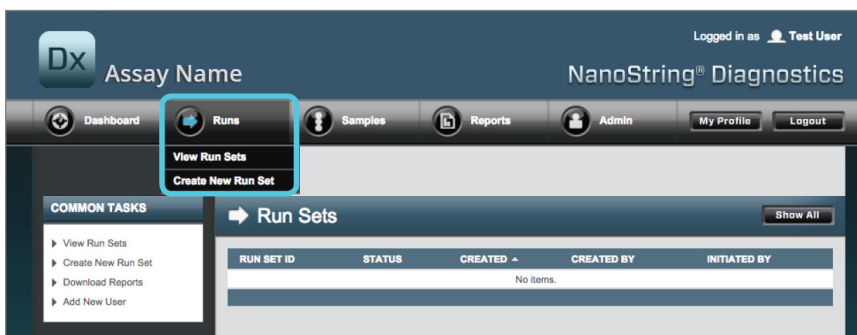 Logged in as Test User
Dx Assay Name
NanoString® Diagnostics
Dashboard Runs Samples Reports Admin My Profile Logout
View Run Sets
Create New Run Set
COMMON TASKS
View Run Sets
Create New Run Set
Download Reports
Add New User
Run Sets Show All
RUN SET ID STATUS CREATED CREATED BY INITIATED BY
No items.